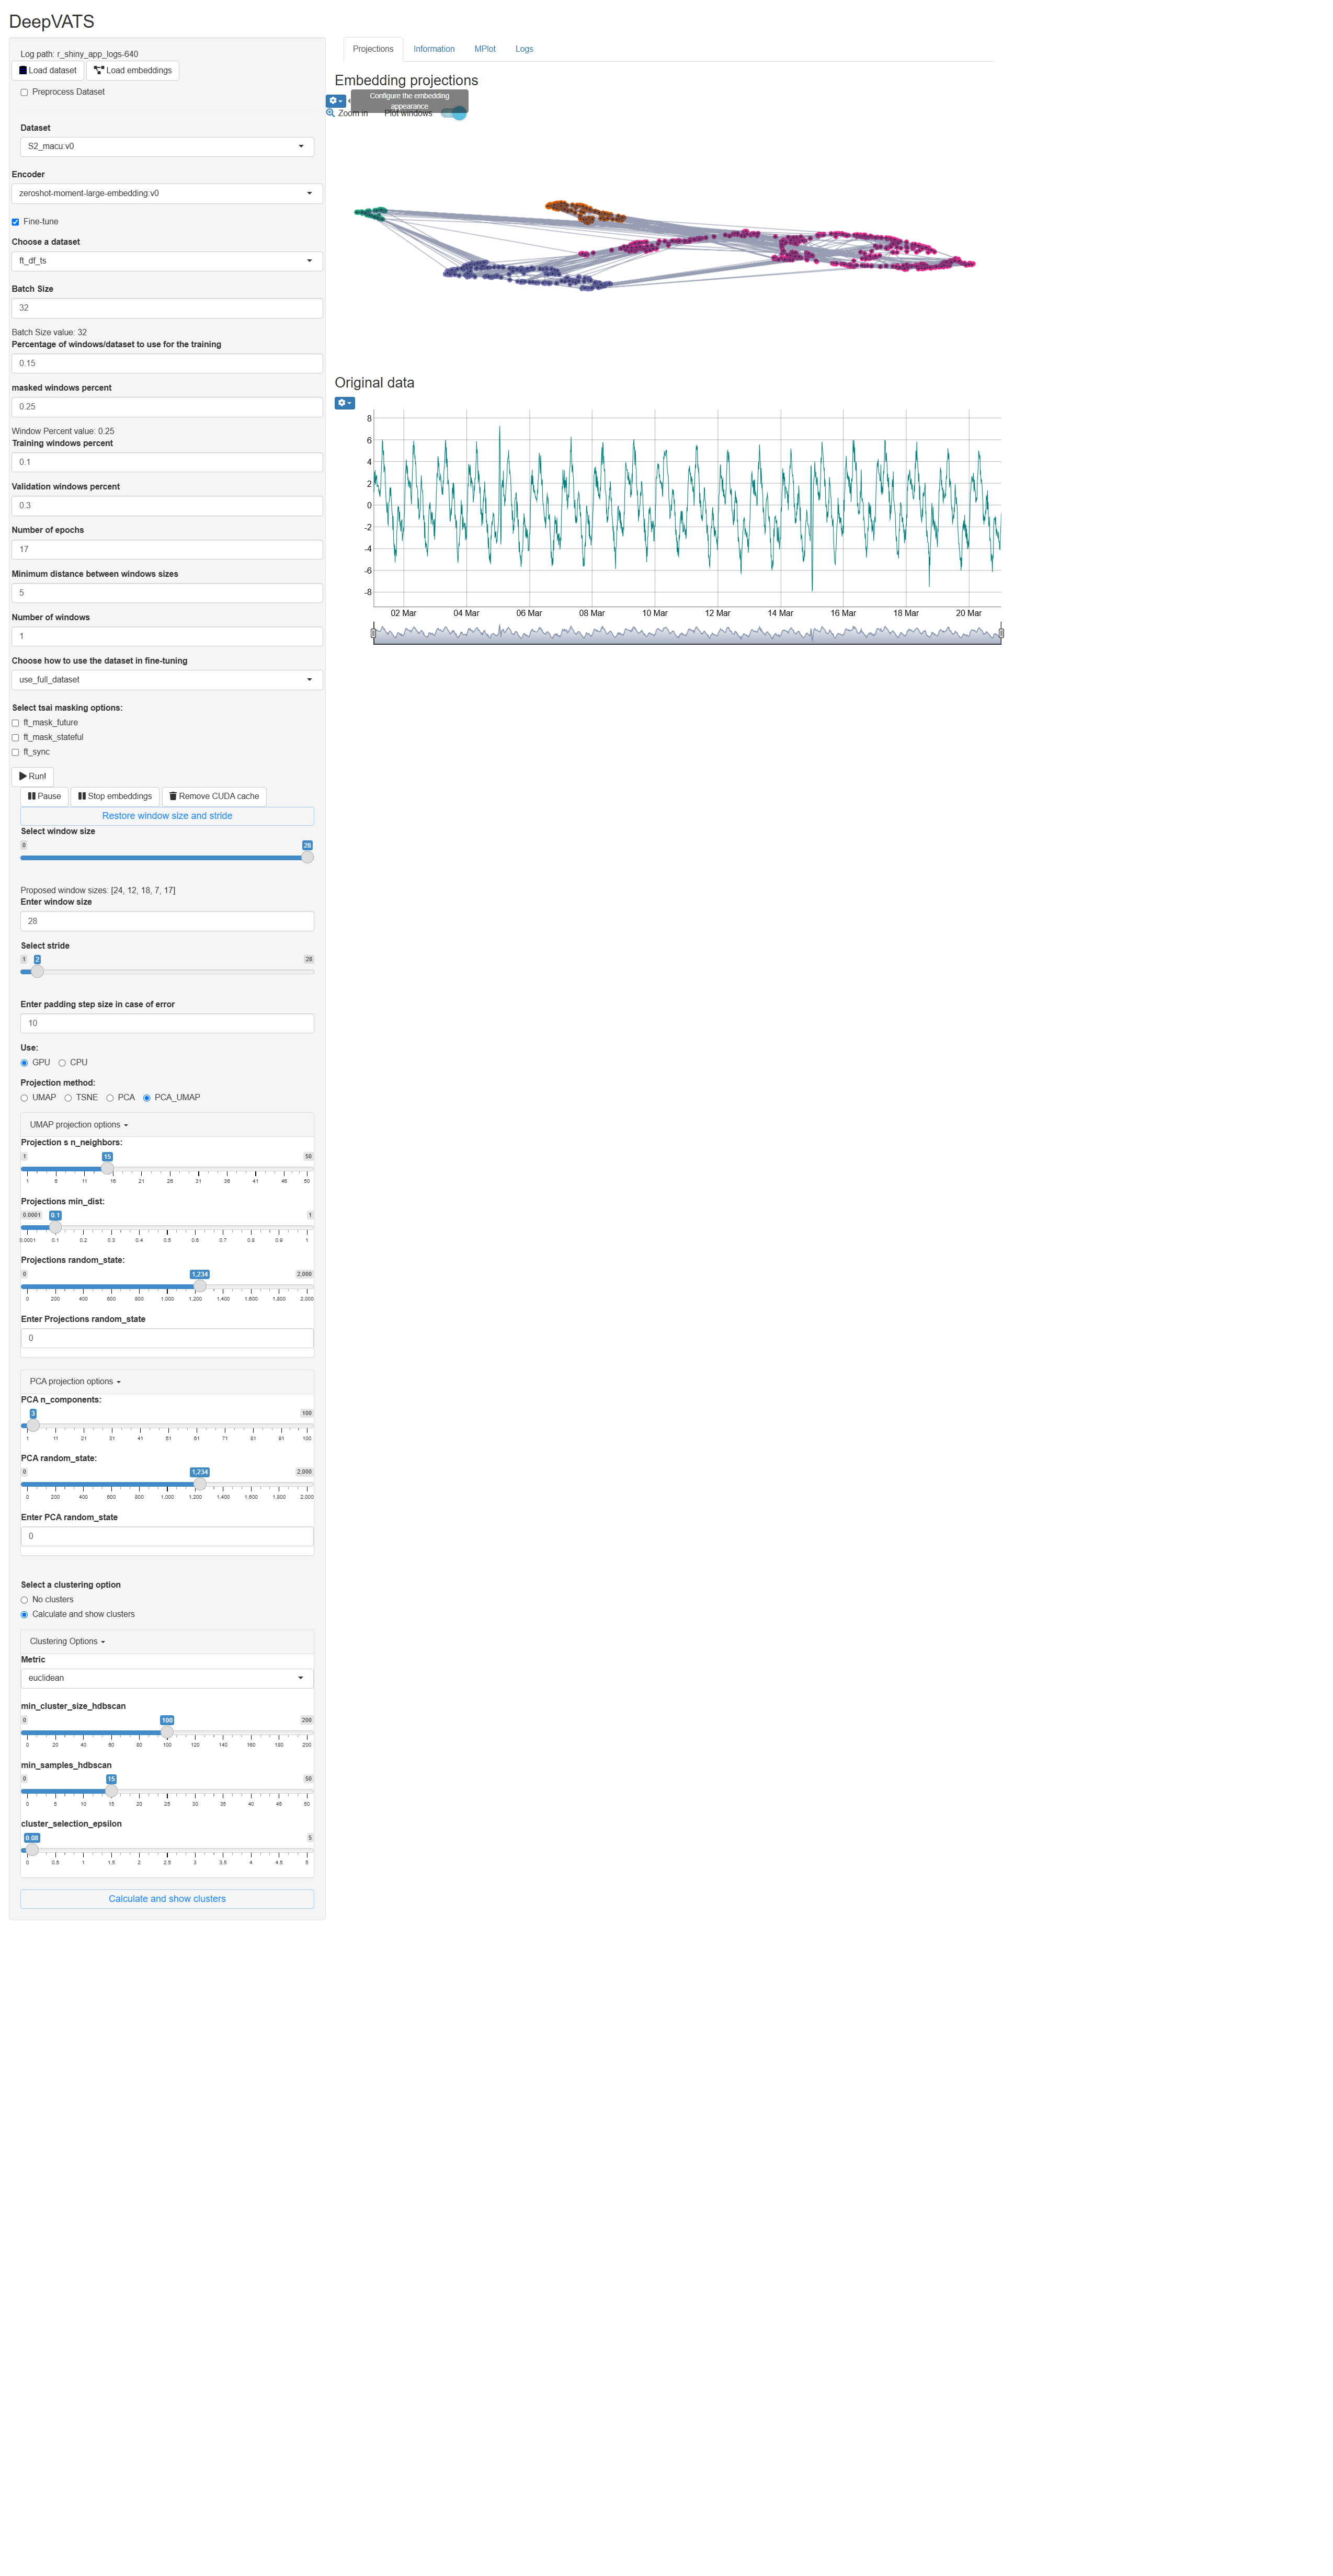 DeepVATS
Log path: r_shiny_app_logs-640
Load dataset
Load embeddings
Preprocess Dataset
Dataset
S2_macu:v0
Encoder
zeroshot-moment-large-embedding:v0
Fine-tune
Choose a dataset
ft_df_ts
Batch Size
32
Batch Size value: 32
Percentage of windows/dataset to use for the training
0.15
masked windows percent
0.25
Window Percent value: 0.25
Training windows percent
0.1
Validation windows percent
0.3
Number of epochs
17
Minimum distance between windows sizes
5
Number of windows
1
Choose how to use the dataset in fine-tuning
use_full_dataset
Select tsai masking options:
ft_mask_future
ft_mask_stateful
ft_sync
Run!
Pause
Stop embeddings
Remove CUDA cache
Restore window size and stride
Select window size
0 28
Proposed window sizes: [24, 12, 18, 7, 17]
Enter window size
28
Select stride
1 2 28
Enter padding step size in case of error
10
Use:
GPU CPU
Projection method:
UMAP TSNE PCA PCA_UMAP
UMAP projection options
Projection s n_neighbors:
1 15 50
1 6 11 16 21 26 31 36 41 46 50
Projections min_dist:
0.0001 0.1 1
0.0001 0.1 0.2 0.3 0.4 0.5 0.6 0.7 0.8 0.9 1
Projections random_state:
0 1,234 2,000
0 200 400 600 800 1,000 1,200 1,400 1,600 1,800 2,000
Enter Projections random_state
0
PCA projection options
PCA n_components:
3 100
1 11 21 31 41 51 61 71 81 91 100
PCA random_state:
0 1,234 2,000
0 200 400 600 800 1,000 1,200 1,400 1,600 1,800 2,000
Enter PCA random_state
0
Select a clustering option
No clusters
Calculate and show clusters
Clustering Options
Metric
euclidean
min_cluster_size_hdbscan
0 100 200
0 20 40 60 80 100 120 140 160 180 200
min_samples_hdbscan
0 15 50
0 5 10 15 20 25 30 35 40 45 50
cluster_selection_epsilon
0.08 5
0 0.5 1 1.5 2 2.5 3 3.5 4 4.5 5
Calculate and show clusters
Projections Information MPlot Logs
Embedding projections
Configure the embedding
appearance
Zoom in Plot windows
Original data
8
6
4
2
0
-2
-4
-6
-8
02 Mar 04 Mar 06 Mar 08 Mar 10 Mar 12 Mar 14 Mar 16 Mar 18 Mar 20 Mar